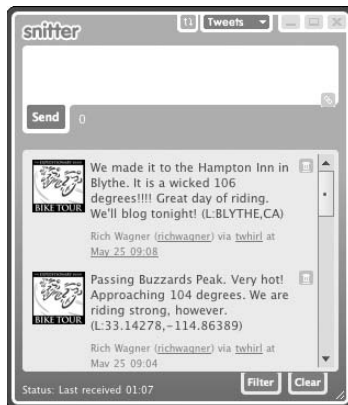 snitter
Tweets
Send 0
We made it to the Hampton Inn in
Blythe. It is a wicked 106
degrees!!!! Great day of riding.
We'll blog tonight! (L:BLYTHE,CA)
BIKE TOUR
Rich Wagner (richwagner) via twhirl at
May 25 09:08
Passing Buzzards Peak. Very hot!
Approaching 104 degrees. We are
riding strong, however.
(L:33.14278,-114.86389)
BIKE TOUR
Rich Wagner (richwagner) via twhirl at
May 25 09:04
Status: Last received 01:07
Filter Clear